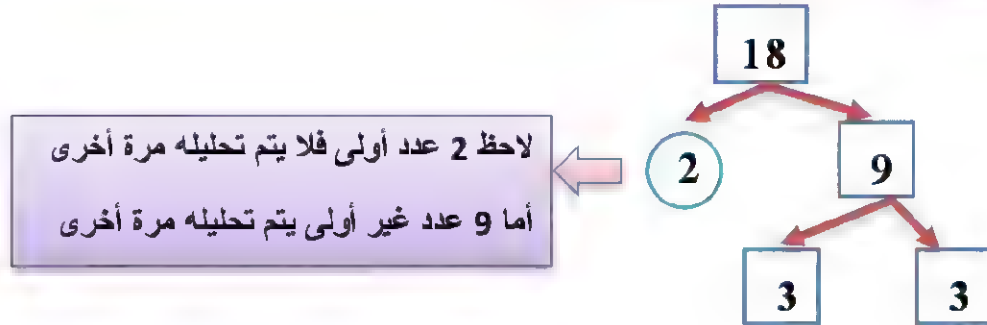 18
لاحظ 2 عدد أولى فلا يتم تحليله مرة أخرى
2
9
أما 9 عدد غير أولى يتم تحليله مرة أخرى
3
3